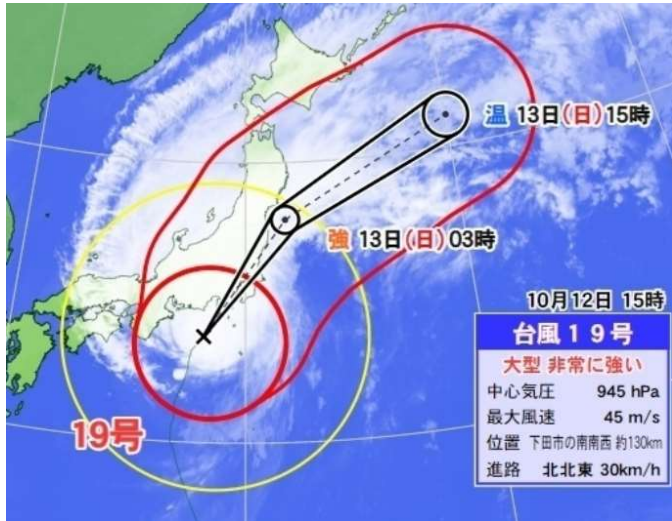 温 13日(日)15時
強 13日(日)03時
10月12日 15時
台風19号
大型 非常に強い
中心気圧 945 hPa
最大風速 45 m/s
位置 下田市の南南西 約130km
進路 北北東 30km/h
19号